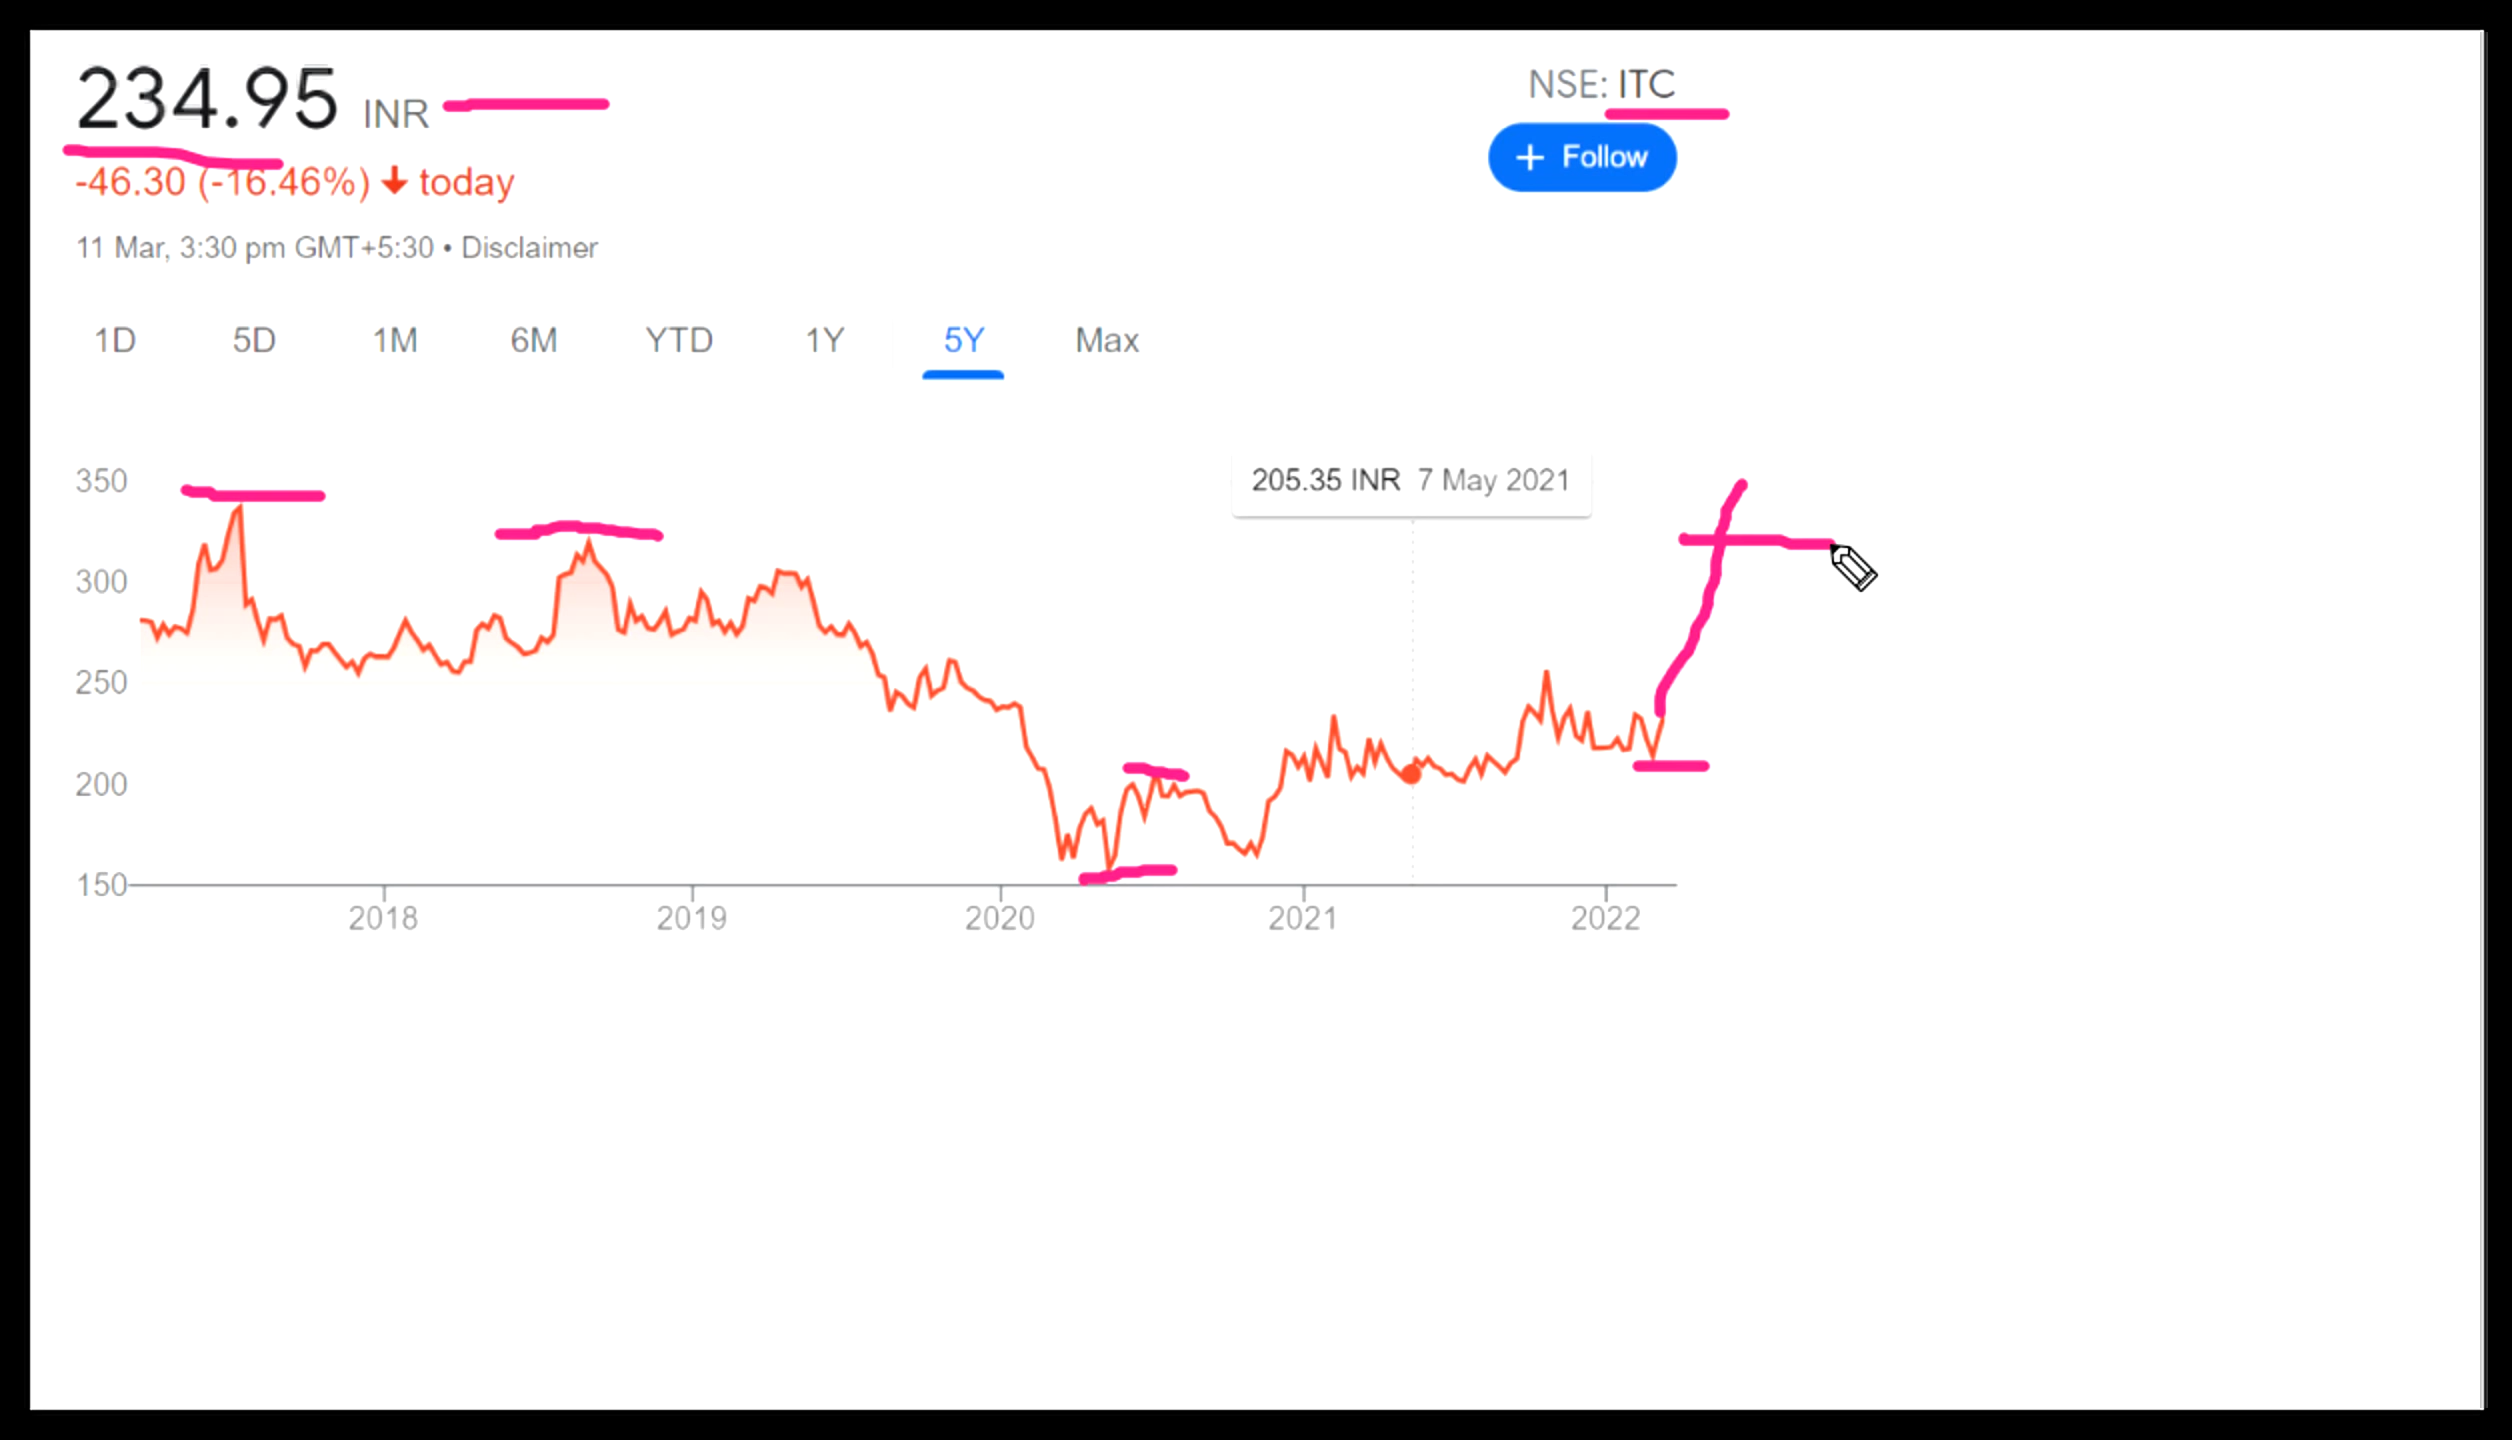 234.95 INR
NSE: ITC
+ Follow
-46.30 (-16.46%) ↓ today
11 Mar, 3:30 pm GMT+5:30 • Disclaimer
1D 5D 1M 6M YTD 1Y 5Y Max
205.35 INR 7 May 2021
350
300
250
200
150
2018 2019 2020 2021 2022